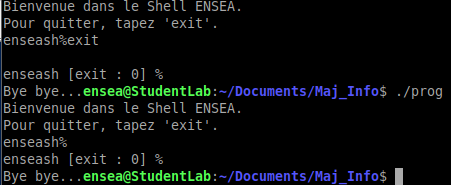 Bienvenue dans le Shell ENSEA.
Pour quitter, tapez 'exit'.
enseash%exit
enseash [exit : 0] %
Bye bye...ensea@StudentLab:~/Documents/Maj_Info$ ./prog
Bienvenue dans le Shell ENSEA.
Pour quitter, tapez 'exit'.
enseash%
enseash [exit : 0] %
Bye bye...ensea@StudentLab:~/Documents/Maj_Info$